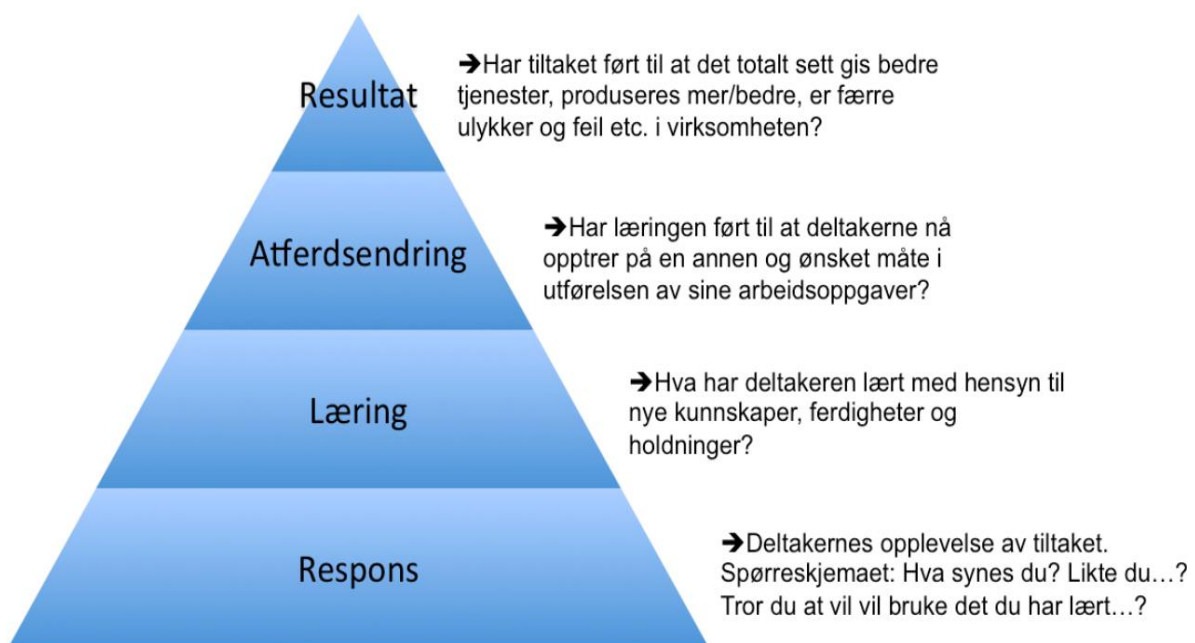 Resultat
➔Har tiltaket ført til at det totalt sett gis bedre
tjenester, produseres mer/bedre, er færre
ulykker og feil etc. i virksomheten?
Atferdsendring
➔Har læringen ført til at deltakerne nå
opptrer på en annen og ønsket måte i
utførelsen av sine arbeidsoppgaver?
Læring
➔Hva har deltakeren lært med hensyn til
nye kunnskaper, ferdigheter og
holdninger?
Respons
➔Deltakernes opplevelse av tiltaket.
Spørreskjemaet: Hva synes du? Likte du…?
Tror du at vil vil bruke det du har lært…?